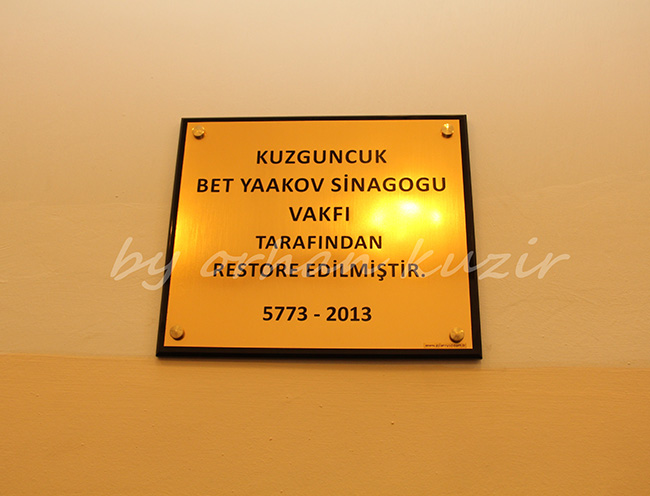 KUZGUNCUK
BET YAAKOV SİNAGOGU
VAKFI
TARAFINDAN
RESTORE EDİLMİŞTİR.
5773 - 2013
by orhan kuzir